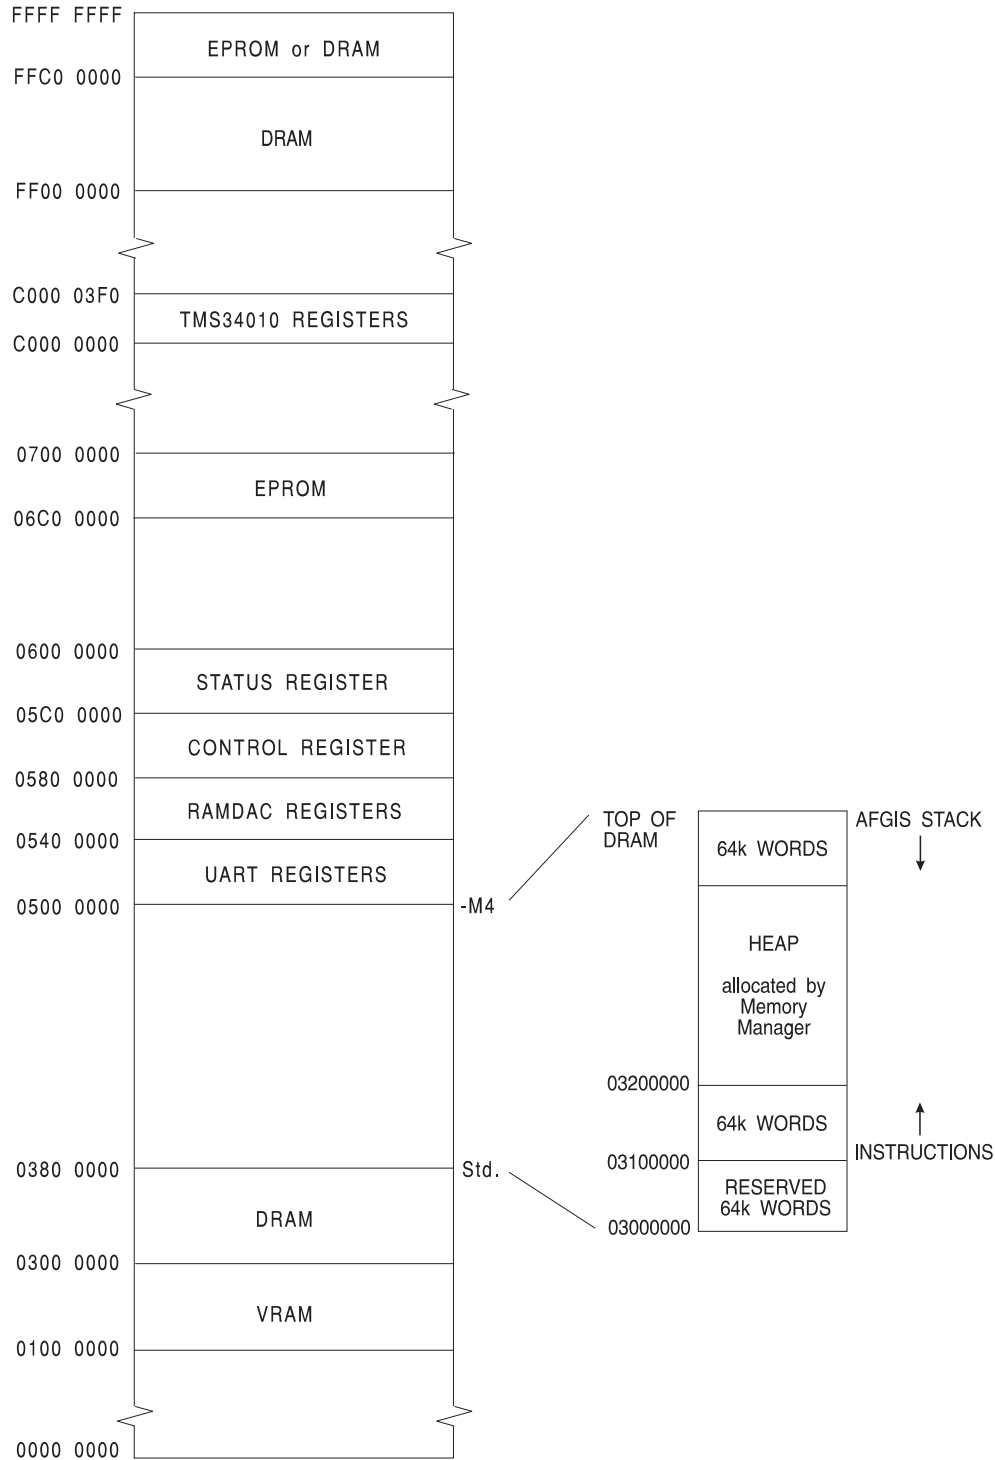 FFFF FFFF
EPROM or DRAM
FFC0 0000
DRAM
FF00 0000
C000 03F0
TMS34010 REGISTERS
C000 0000
0700 0000
EPROM
06C0 0000
0600 0000
STATUS REGISTER
05C0 0000
CONTROL REGISTER
0580 0000
RAMDAC REGISTERS
0540 0000
UART REGISTERS
0500 0000
-M4
0380 0000
Std.
DRAM
0300 0000
VRAM
0100 0000
0000 0000
TOP OF
DRAM
64k WORDS
AFGIS STACK
HEAP
allocated by
Memory
Manager
03200000
64k WORDS
INSTRUCTIONS
03100000
RESERVED
64k WORDS
03000000